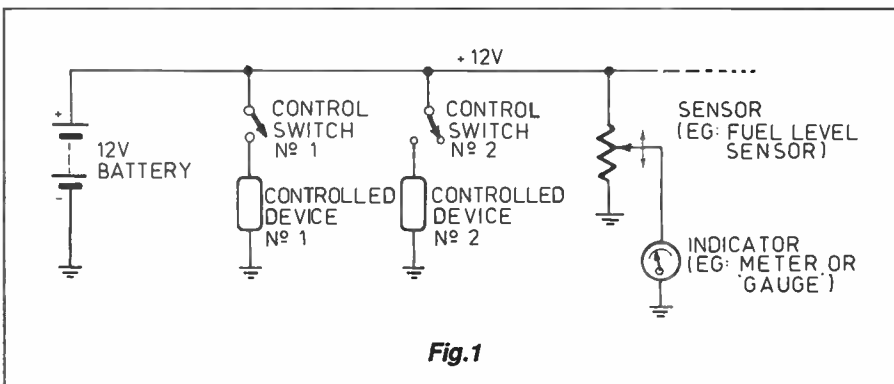 + 12V
+
12V
BATTERY
-
CONTROL
SWITCH
Nº 1
CONTROLLED
DEVICE
Nº 1
CONTROL
SWITCH
Nº 2
CONTROLLED
DEVICE
Nº 2
SENSOR
(EG: FUEL LEVEL
SENSOR)
INDICATOR
(EG: METER OR
'GAUGE')
Fig.1